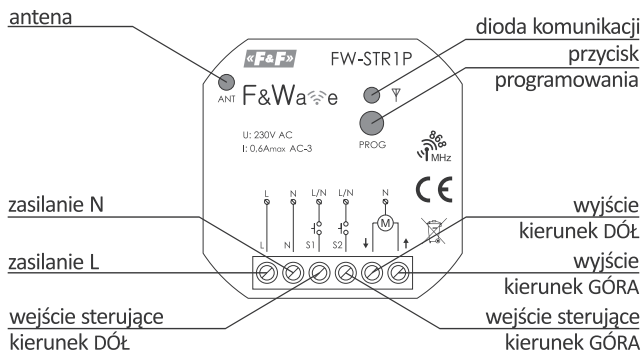 antena
dioda komunikacji
przycisk
programowania
«F&F»
FW-STR1P
ANT
F&Wave
PROG
U: 230V AC
I: 0.6Amax AC-3
868
MHz
CE
L
N
L/N
L/N
N
M
L
N
S1
S2
zasilanie N
zasilanie L
wejście sterujące
kierunek DÓŁ
wyjście
kierunek DÓŁ
wyjście
kierunek GÓRA
wejście sterujące
kierunek GÓRA